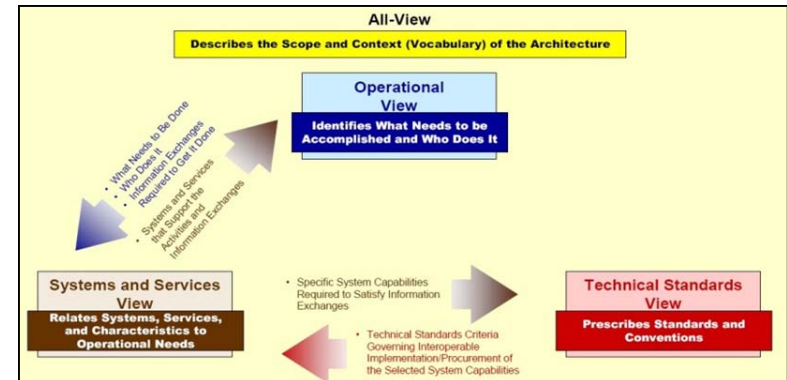 All-View
Describes the Scope and Context (Vocabulary) of the Architecture
Operational
View
Identifies What Needs to be
Accomplished and Who Does It
• What Needs to Be Done
• Who Does It
• Information Exchanges
Required to Get It Done
• Systems and Services
that Support the
Activities and
Information Exchanges
Systems and Services
View
Relates Systems, Services,
and Characteristics to
Operational Needs
• Specific System Capabilities
Required to Satisfy Information
Exchanges
• Technical Standards Criteria
Governing Interoperable
Implementation/Procurement of
the Selected System Capabilities
Technical Standards
View
Prescribes Standards and
Conventions